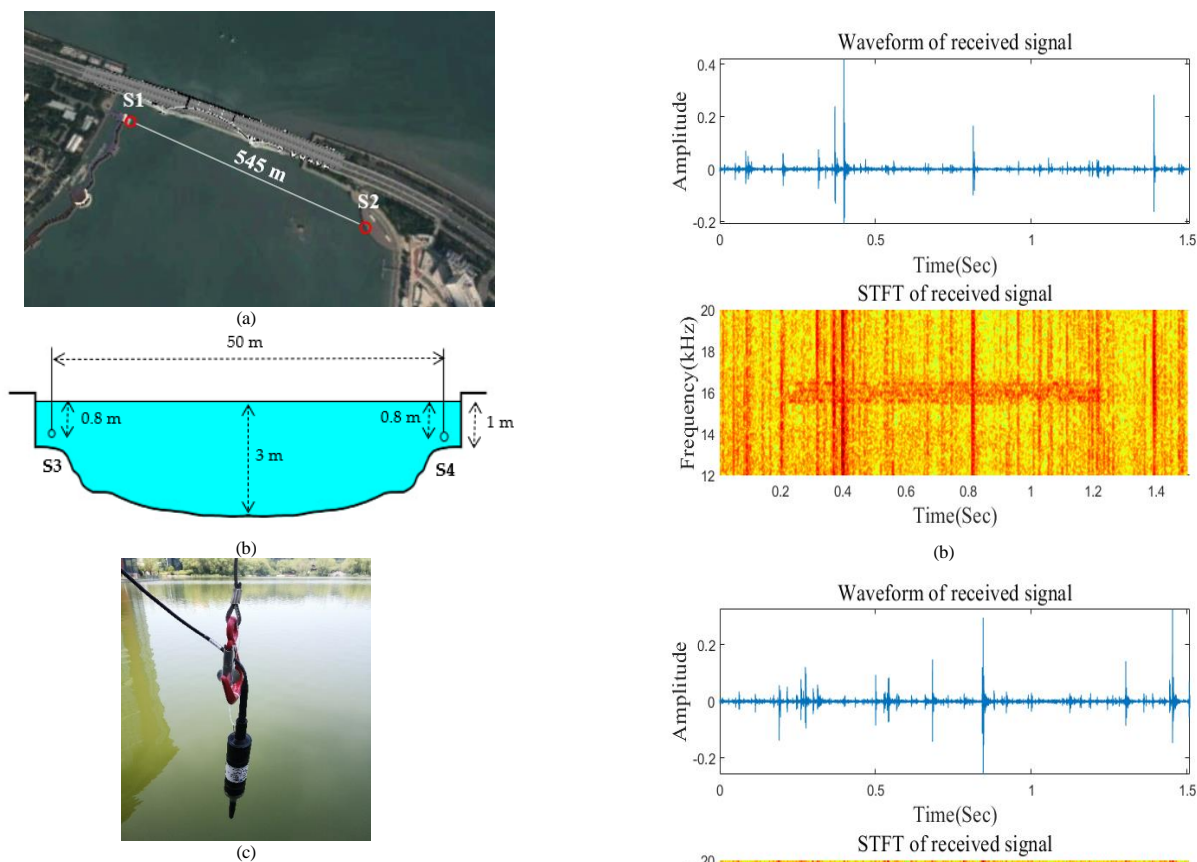 S1
545 m
S2
(a)
50 m
0.8 m
0.8 m
1 m
3 m
S3
S4
(b)
(c)
Waveform of received signal
Amplitude
0.4
0.2
0
-0.2
0
0.5
1
1.5
Time(Sec)
STFT of received signal
Frequency(kHz)
20
18
16
14
12
0.2
0.4
0.6
0.8
1
1.2
1.4
Time(Sec)
(b)
Waveform of received signal
Amplitude
0.2
0
-0.2
0
0.5
1
1.5
Time(Sec)
STFT of received signal
20